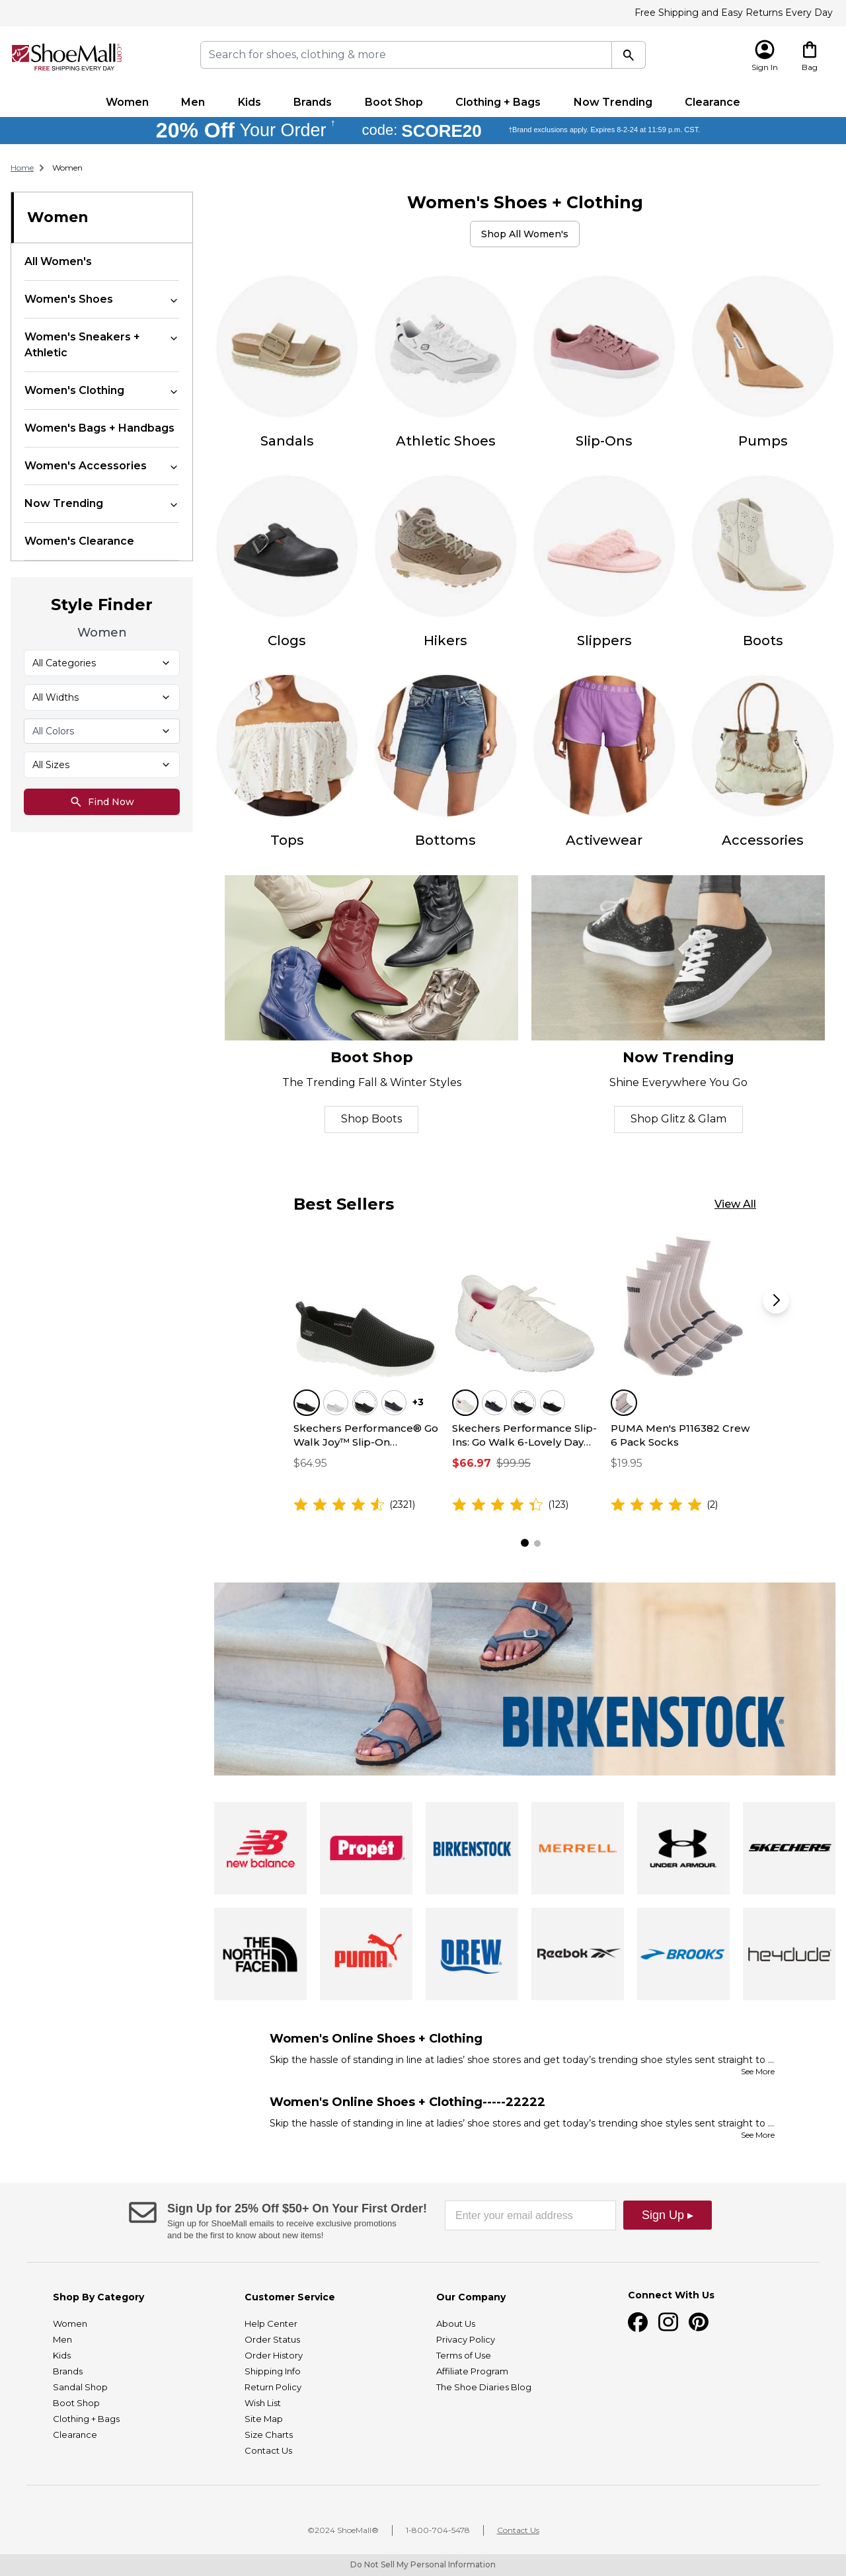 Free Shipping and Easy Returns Every Day
ShoeMall.com
FREE SHIPPING EVERY DAY
Search for shoes, clothing & more
Sign In
Bag
Women
Men
Kids
Brands
Boot Shop
Clothing + Bags
Now Trending
Clearance
20% Off Your Order †
code: SCORE20
†Brand exclusions apply. Expires 8-2-24 at 11:59 p.m. CST.
Home
Women
Women
All Women's
Women's Shoes
Women's Sneakers +
Athletic
Women's Clothing
Women's Bags + Handbags
Women's Accessories
Now Trending
Women's Clearance
Style Finder
Women
All Categories
All Widths
All Colors
All Sizes
Find Now
Women's Shoes + Clothing
Shop All Women's
Sandals
Athletic Shoes
Slip-Ons
Pumps
Clogs
Hikers
Slippers
Boots
Tops
Bottoms
Activewear
Accessories
Boot Shop
The Trending Fall & Winter Styles
Shop Boots
Now Trending
Shine Everywhere You Go
Shop Glitz & Glam
Best Sellers
View All
+3
Skechers Performance® Go
Walk Joy™ Slip-On...
$64.95
(2321)
Skechers Performance Slip-
Ins: Go Walk 6-Lovely Day...
$66.97 $99.95
(123)
PUMA Men's P116382 Crew
6 Pack Socks
$19.95
(2)
BIRKENSTOCK®
new balance
Propét
BIRKENSTOCK
MERRELL
UNDER ARMOUR
SKECHERS
THE NORTH FACE
PUMA
DREW
Reebok
BROOKS
heydude
Women's Online Shoes + Clothing
Skip the hassle of standing in line at ladies’ shoe stores and get today’s trending shoe styles sent straight to ...
See More
Women's Online Shoes + Clothing-----22222
Skip the hassle of standing in line at ladies’ shoe stores and get today’s trending shoe styles sent straight to ...
See More
Sign Up for 25% Off $50+ On Your First Order!
Sign up for ShoeMall emails to receive exclusive promotions
and be the first to know about new items!
Enter your email address
Sign Up ▸
Shop By Category
Women
Men
Kids
Brands
Sandal Shop
Boot Shop
Clothing + Bags
Clearance
Customer Service
Help Center
Order Status
Order History
Shipping Info
Return Policy
Wish List
Site Map
Size Charts
Contact Us
Our Company
About Us
Privacy Policy
Terms of Use
Affiliate Program
The Shoe Diaries Blog
Connect With Us
©2024 ShoeMall®
1-800-704-5478
Contact Us
Do Not Sell My Personal Information